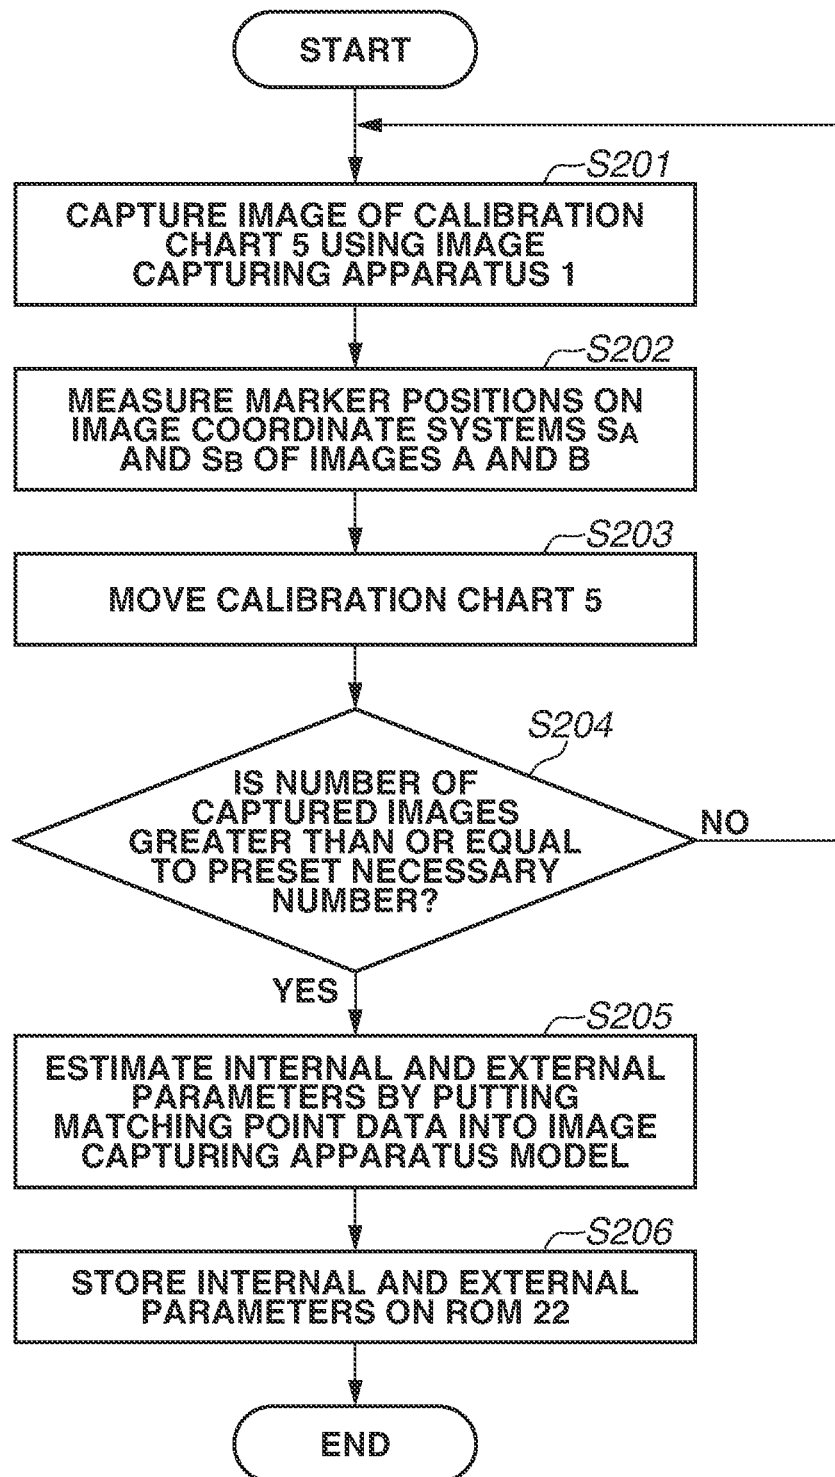 START
S201
CAPTURE IMAGE OF CALIBRATION
CHART 5 USING IMAGE
CAPTURING APPARATUS 1
S202
MEASURE MARKER POSITIONS ON
IMAGE COORDINATE SYSTEMS SA
AND SB OF IMAGES A AND B
S203
MOVE CALIBRATION CHART 5
S204
IS NUMBER OF
CAPTURED IMAGES
GREATER THAN OR EQUAL
TO PRESET NECESSARY
NUMBER?
NO
YES
S205
ESTIMATE INTERNAL AND EXTERNAL
PARAMETERS BY PUTTING
MATCHING POINT DATA INTO IMAGE
CAPTURING APPARATUS MODEL
S206
STORE INTERNAL AND EXTERNAL
PARAMETERS ON ROM 22
END